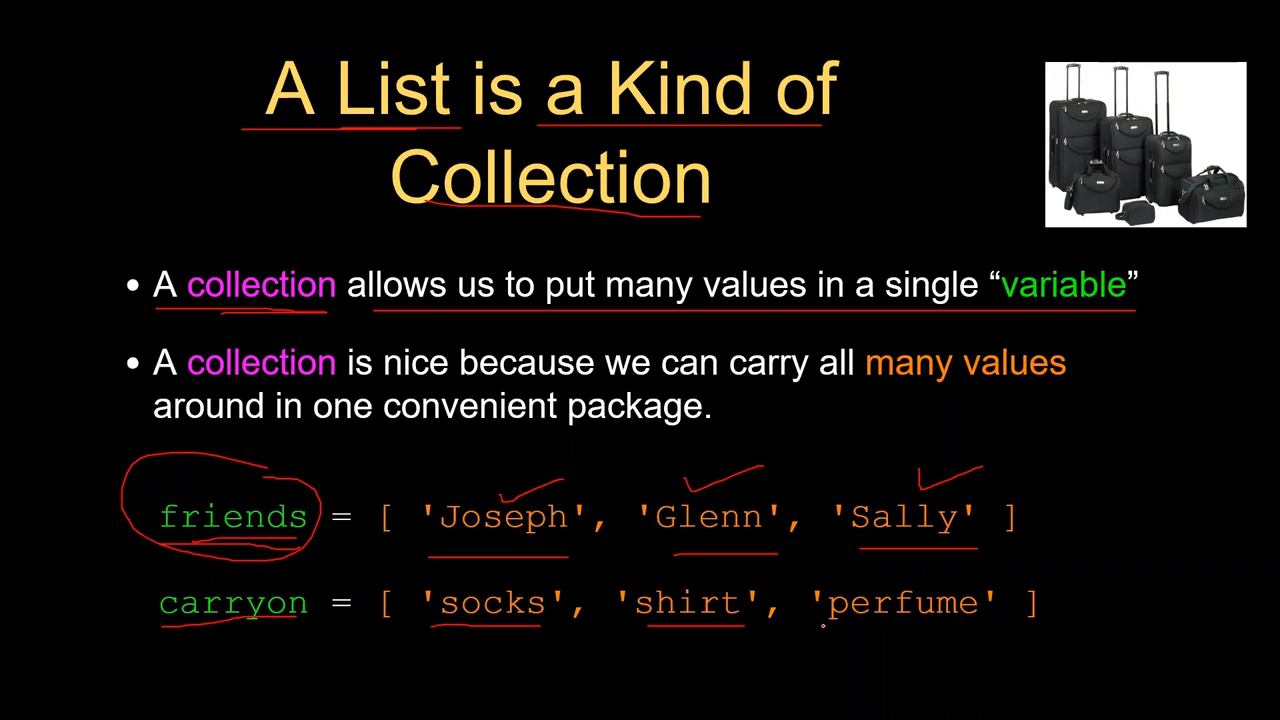 A List is a Kind of
Collection
• A collection allows us to put many values in a single “variable”
• A collection is nice because we can carry all many values
around in one convenient package.
friends = [ 'Joseph', 'Glenn', 'Sally' ]
carryon = [ 'socks', 'shirt', 'perfume' ]